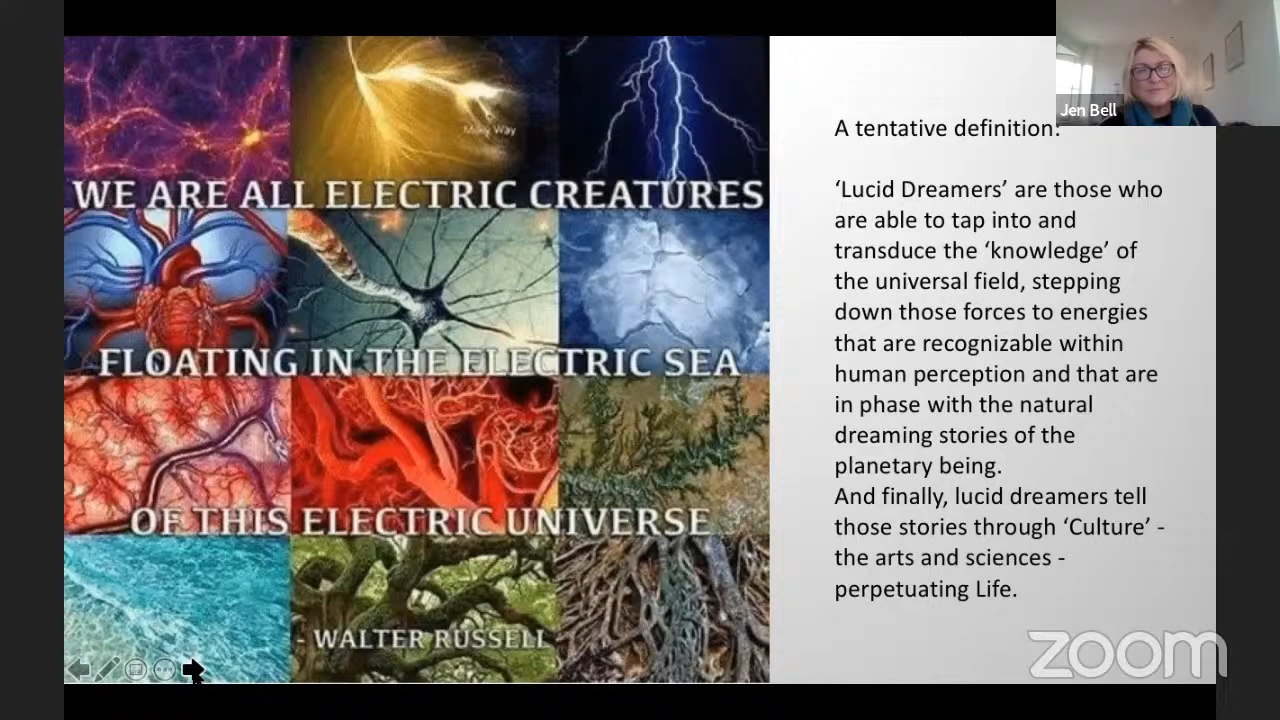 Milky Way
WE ARE ALL ELECTRIC CREATURES
FLOATING IN THE ELECTRIC SEA
OF THIS ELECTRIC UNIVERSE
- WALTER RUSSELL
Jen Bell
A tentative definition:
‘Lucid Dreamers’ are those who
are able to tap into and
transduce the ‘knowledge’ of
the universal field, stepping
down those forces to energies
that are recognizable within
human perception and that are
in phase with the natural
dreaming stories of the
planetary being.
And finally, lucid dreamers tell
those stories through ‘Culture’ -
the arts and sciences -
perpetuating Life.
zoom